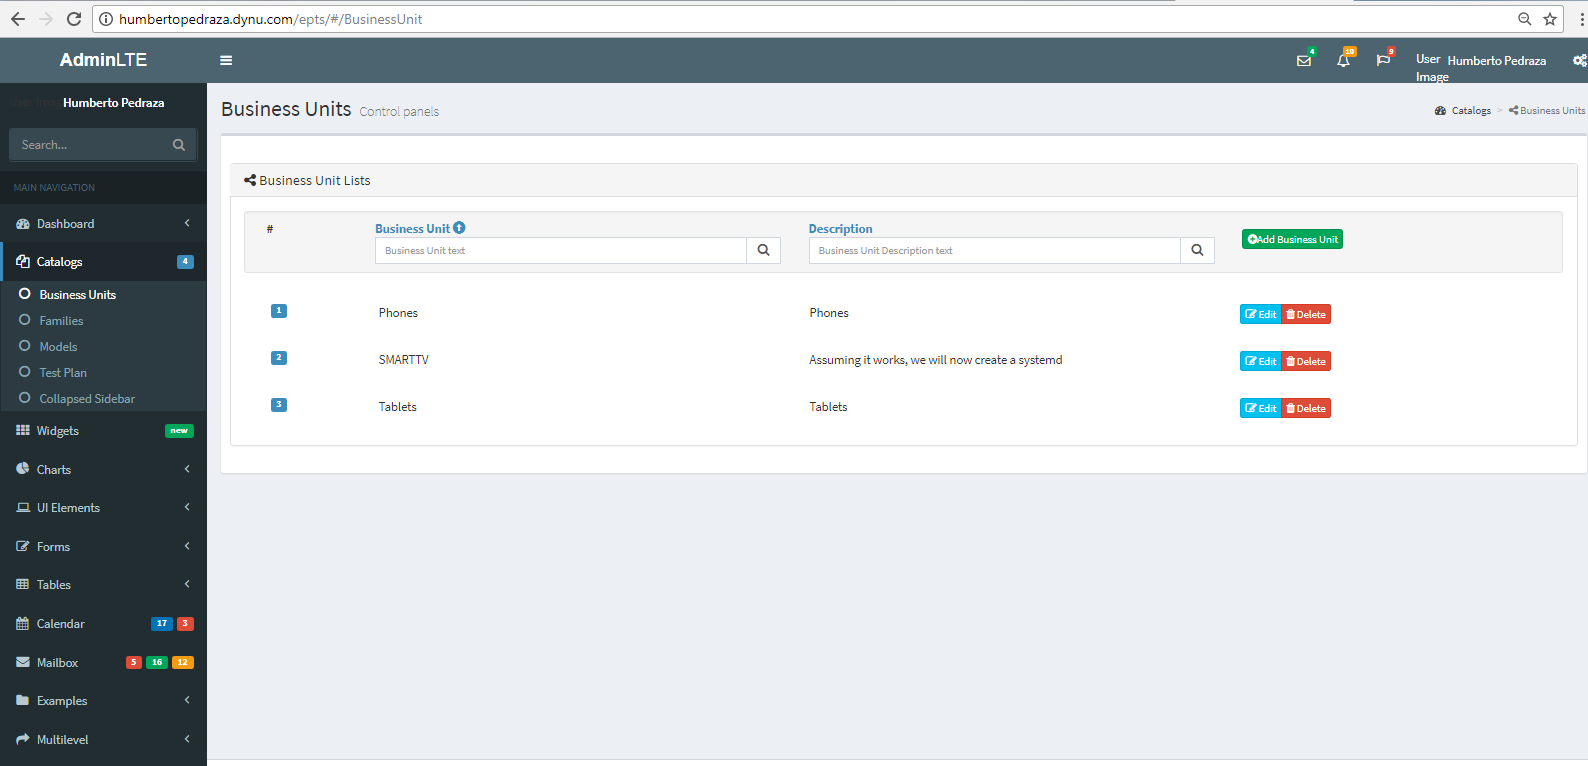 humbertopedraza.dynu.com/epts/#/BusinessUnit
AdminLTE
4
10
9
User Image
Humberto Pedraza
User Image
Humberto Pedraza
Search...
MAIN NAVIGATION
Dashboard
Catalogs 4
Business Units
Families
Models
Test Plan
Collapsed Sidebar
Widgets new
Charts
UI Elements
Forms
Tables
Calendar 17 3
Mailbox 5 16 12
Examples
Multilevel
Business Units Control panels
Catalogs > Business Units
Business Unit Lists
# Business Unit Description
Business Unit text Business Unit Description text Add Business Unit
1 Phones Phones Edit Delete
2 SMARTTV Assuming it works, we will now create a systemd Edit Delete
3 Tablets Tablets Edit Delete